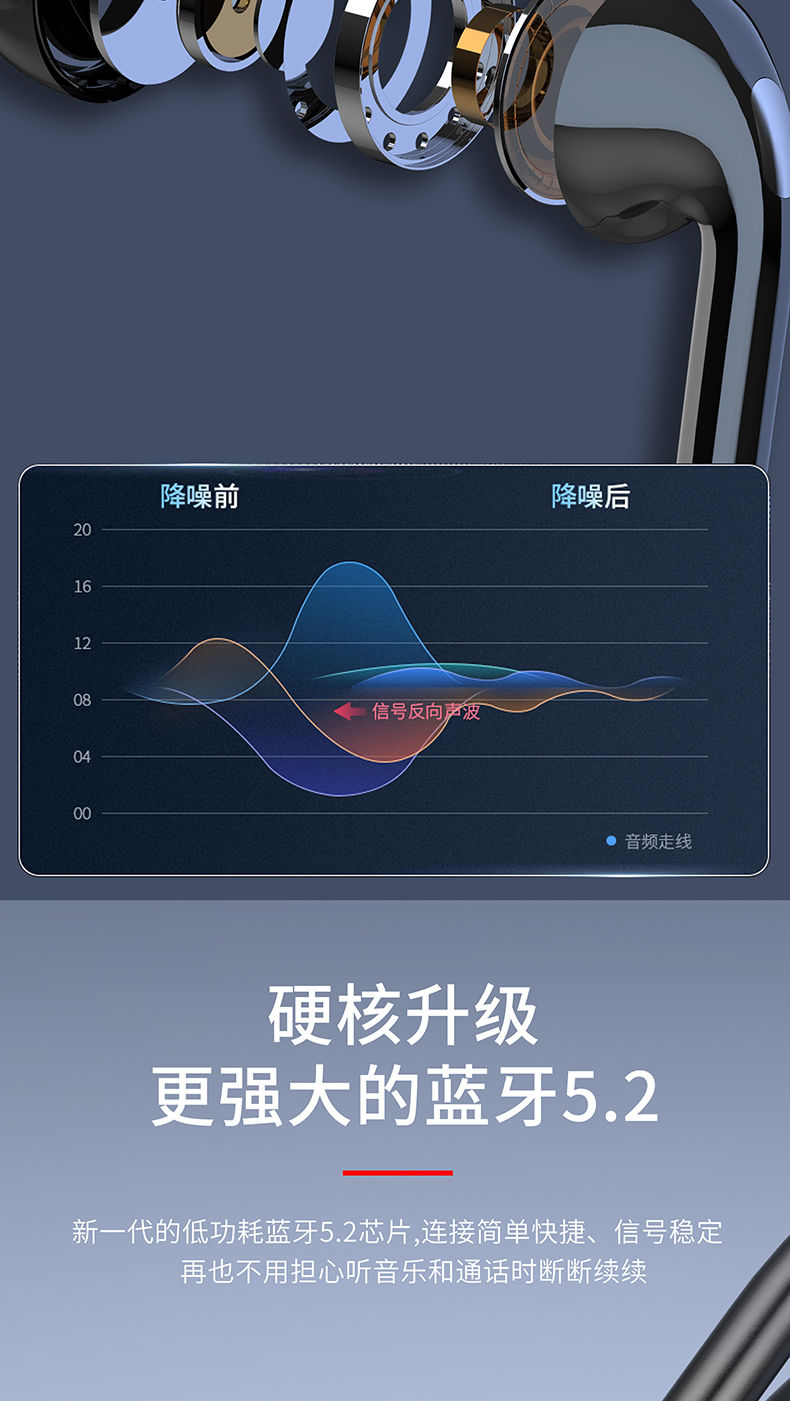 降噪前
降噪后
20
16
12
08
信号反向声波
04
00
音频走线
硬核升级
更强大的蓝牙5.2
新一代的低功耗蓝牙5.2芯片,连接简单快捷、信号稳定
再也不用担心听音乐和通话时断断续续